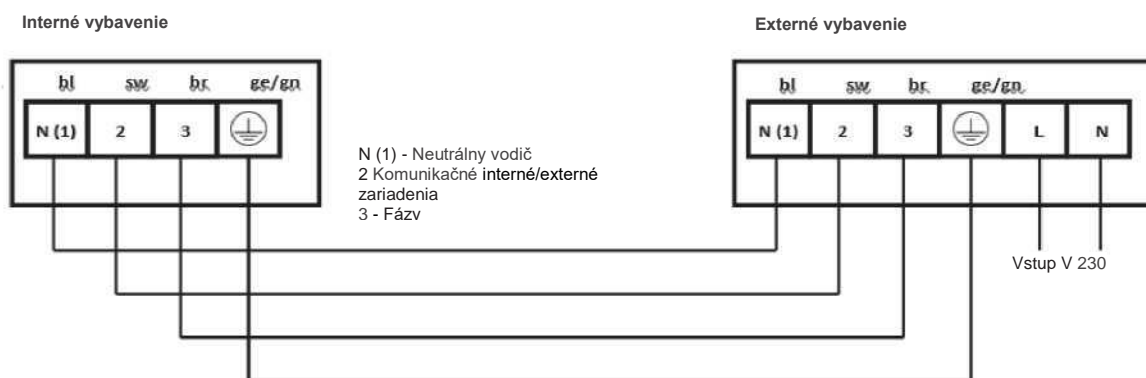 Interné vybavenie
Externé vybavenie
bl sw br ge/gn
N (1) 2 3
bl sw br ge/gn
N (1) 2 3 L N
N (1) - Neutrálny vodič
2 Komunikačné interné/externé
zariadenia
3 - Fázv
Vstup V 230